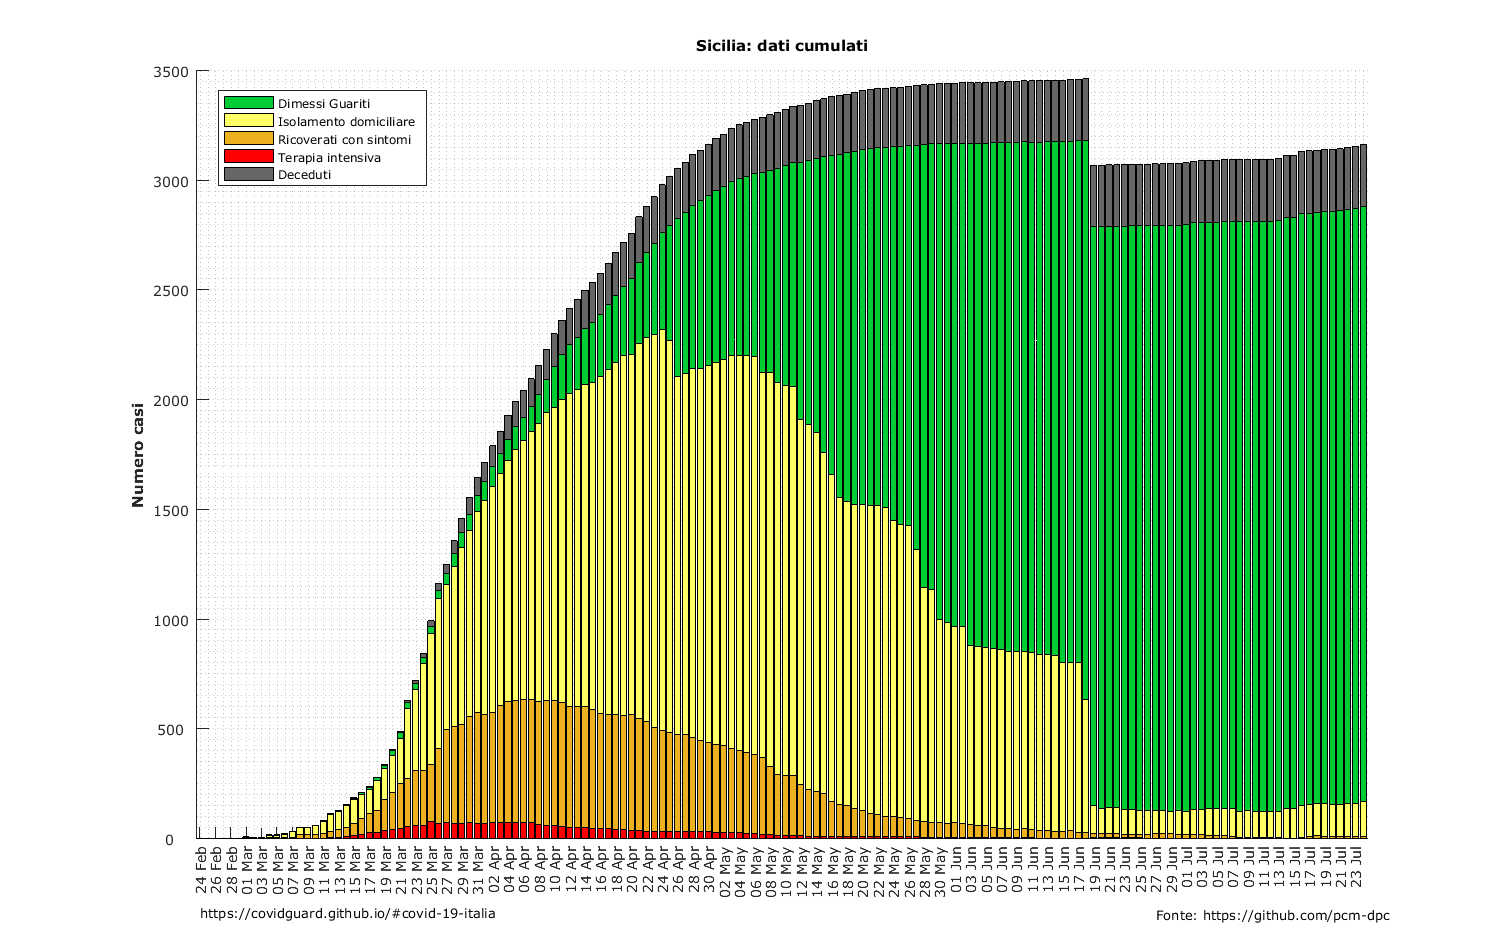 Sicilia: dati cumulati
3500
3000
2500
2000
1500
1000
500
0
Numero casi
Dimessi Guariti
Isolamento domiciliare
Ricoverati con sintomi
Terapia intensiva
Deceduti
24 Feb
26 Feb
28 Feb
01 Mar
03 Mar
05 Mar
07 Mar
09 Mar
11 Mar
13 Mar
15 Mar
17 Mar
19 Mar
21 Mar
23 Mar
25 Mar
27 Mar
29 Mar
31 Mar
02 Apr
04 Apr
06 Apr
08 Apr
10 Apr
12 Apr
14 Apr
16 Apr
18 Apr
20 Apr
22 Apr
24 Apr
26 Apr
28 Apr
30 Apr
02 May
04 May
06 May
08 May
10 May
12 May
14 May
16 May
18 May
20 May
22 May
24 May
26 May
28 May
30 May
01 Jun
03 Jun
05 Jun
07 Jun
09 Jun
11 Jun
13 Jun
15 Jun
17 Jun
19 Jun
21 Jun
23 Jun
25 Jun
27 Jun
29 Jun
01 Jul
03 Jul
05 Jul
07 Jul
09 Jul
11 Jul
13 Jul
15 Jul
17 Jul
19 Jul
21 Jul
23 Jul
https://covidguard.github.io/#covid-19-italia
Fonte: https://github.com/pcm-dpc